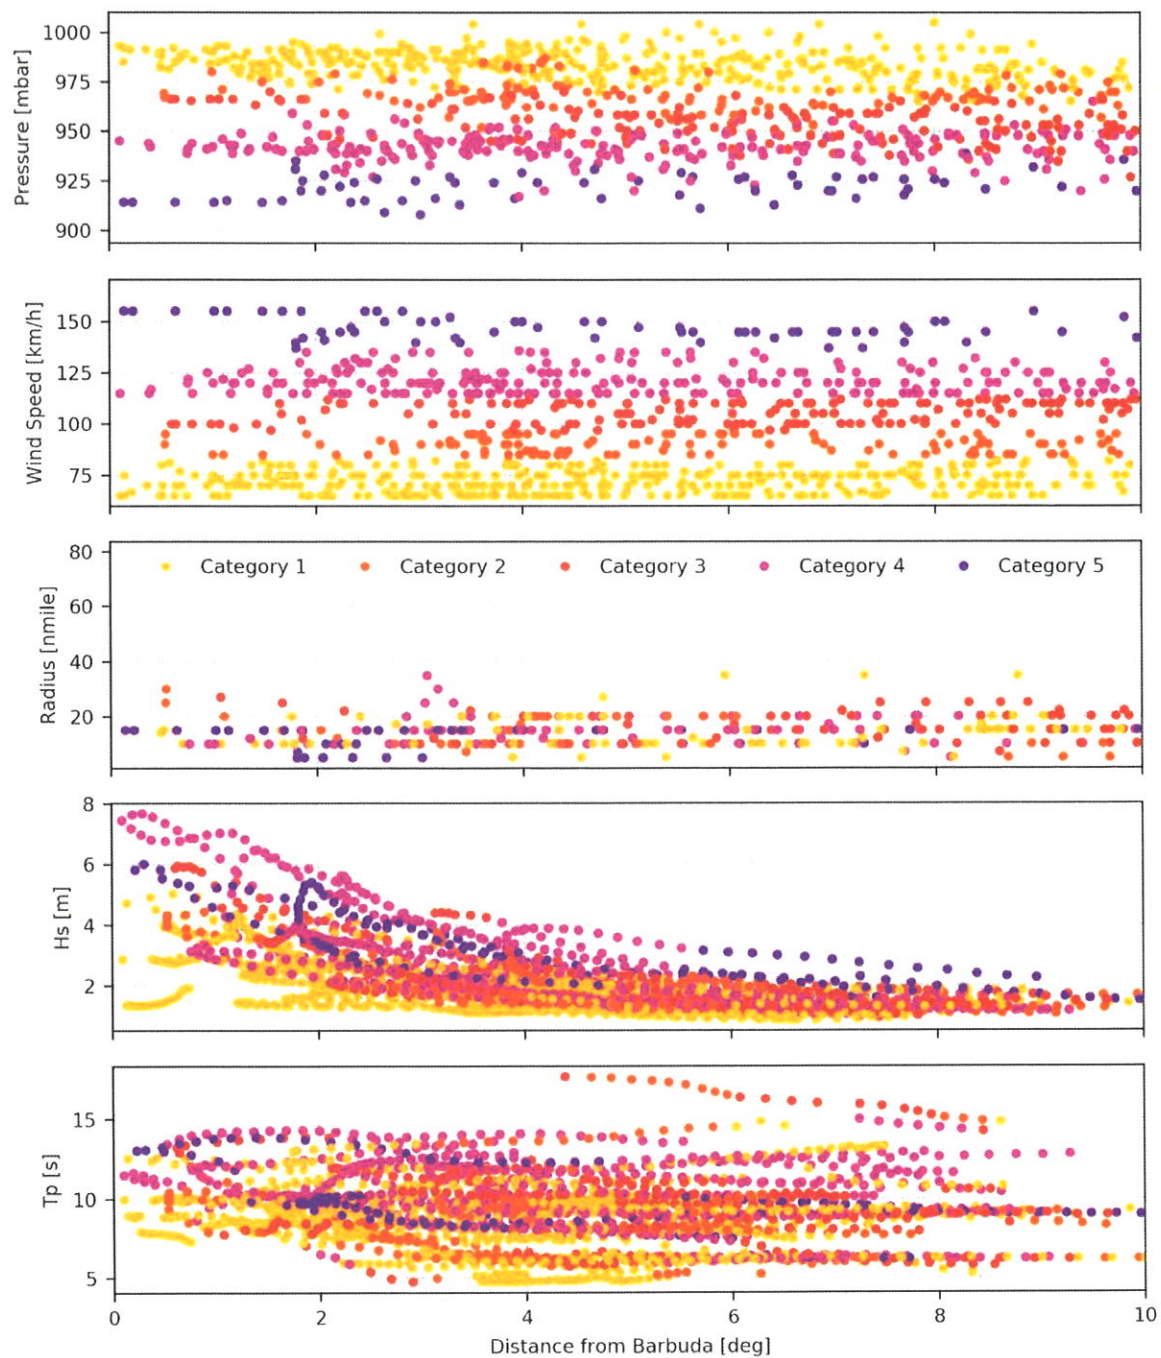 1000
975
950
925
900
Pressure [mbar]
150
125
100
75
Wind Speed [km/h]
80
60
40
20
Radius [nmile]
Category 1 Category 2 Category 3 Category 4 Category 5
8
6
4
2
Hs [m]
15
10
5
Tp [s]
0 2 4 6 8 10
Distance from Barbuda [deg]